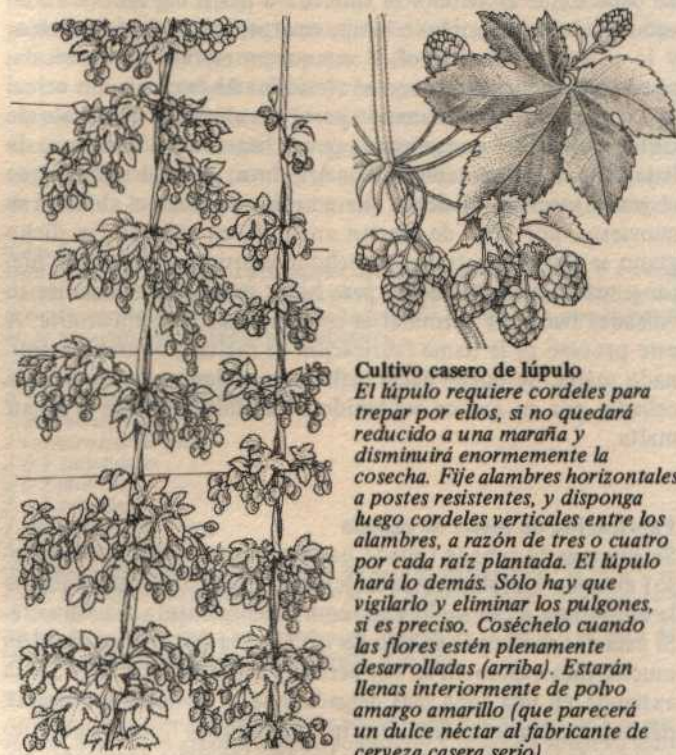 Cultivo casero de lúpulo
El lúpulo requiere cordeles para
trepar por ellos, si no quedará
reducido a una maraña y
disminuirá enormemente la
cosecha. Fije alambres horizontales
a postes resistentes, y disponga
luego cordeles verticales entre los
alambres, a razón de tres o cuatro
por cada raíz plantada. El lúpulo
hará lo demás. Sólo hay que
vigilarlo y eliminar los pulgones,
si es preciso. Coséchelo cuando
las flores estén plenamente
desarrolladas (arriba). Estarán
llenas interiormente de polvo
amargo amarillo (que parecerá
un dulce néctar al fabricante de
cerveza casera serio)